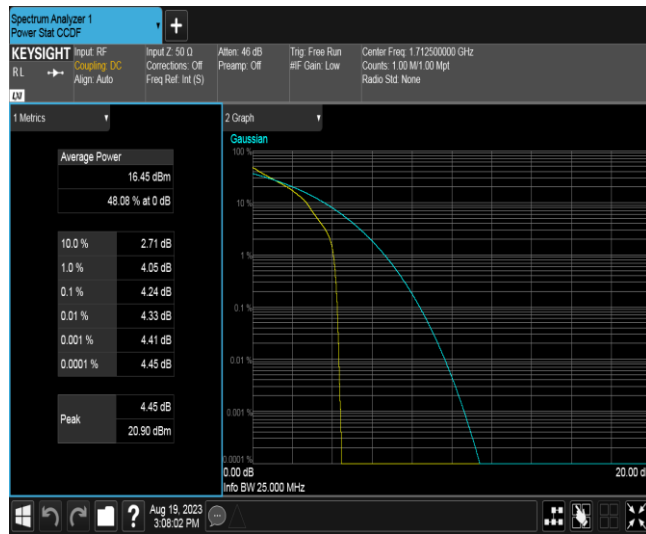 Spectrum Analyzer 1
Power Stat CCDF
+
KEYSIGHT
RL
LXI
Input: RF
Coupling: DC
Align: Auto
Input Z: 50 Ω
Corrections: Off
Freq Ref: Int (S)
Atten: 46 dB
Preamp: Off
Trig: Free Run
#IF Gain: Low
Center Freq: 1.712500000 GHz
Counts: 1.00 M/1.00 Mpt
Radio Std: None
1 Metrics
Average Power
16.45 dBm
48.08 % at 0 dB
10.0 % 2.71 dB
1.0 % 4.05 dB
0.1 % 4.24 dB
0.01 % 4.33 dB
0.001 % 4.41 dB
0.0001 % 4.45 dB
Peak
4.45 dB
20.90 dBm
2 Graph
Gaussian
100 %
10 %
1 %
0.1 %
0.01 %
0.001 %
0.0001 %
0.00 dB
20.00 d
Info BW 25.000 MHz
?
Aug 19, 2023
3:08:02 PM